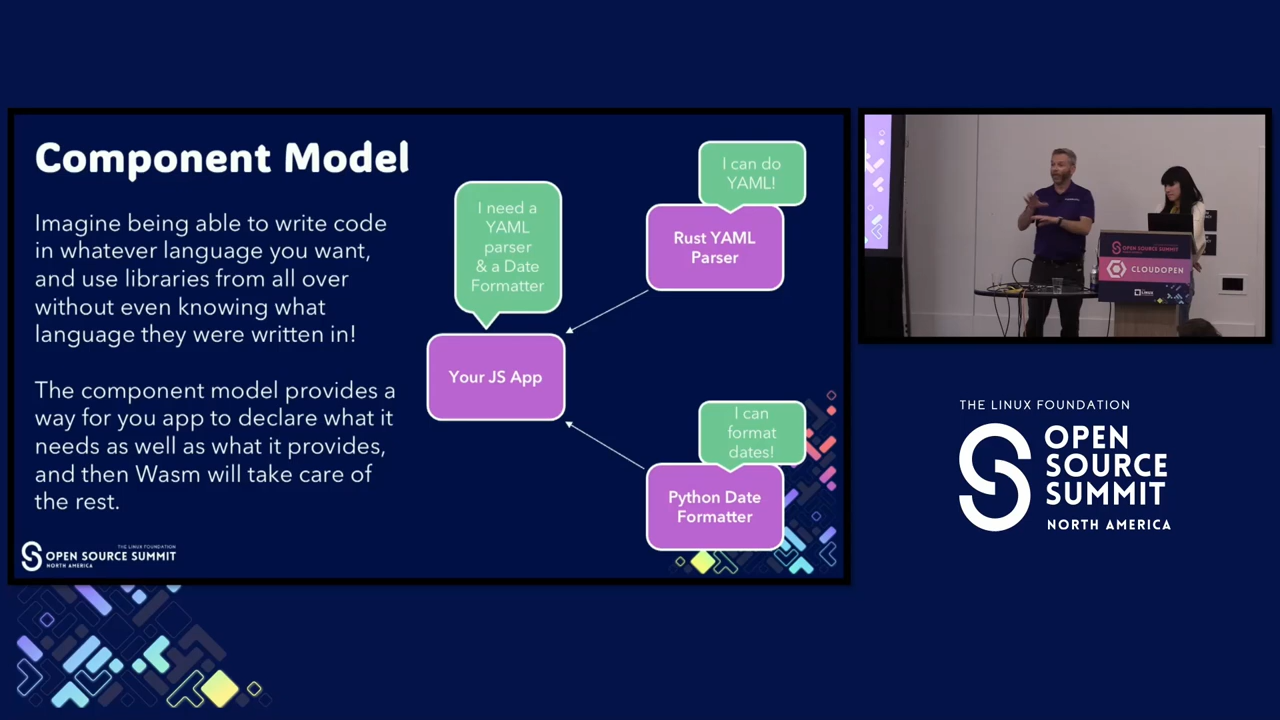 Component Model
Imagine being able to write code
in whatever language you want,
and use libraries from all over
without even knowing what
language they were written in!
The component model provides a
way for you app to declare what it
needs as well as what it provides,
and then Wasm will take care of
the rest.
I need a
YAML
parser
& a Date
Formatter
Your JS App
I can do
YAML!
Rust YAML
Parser
I can
format
dates!
Python Date
Formatter
THE LINUX FOUNDATION
OPEN SOURCE SUMMIT
NORTH AMERICA
OPEN SOURCE SUMMIT
CLOUDOPEN
THE LINUX FOUNDATION
OPEN
SOURCE
SUMMIT
NORTH AMERICA